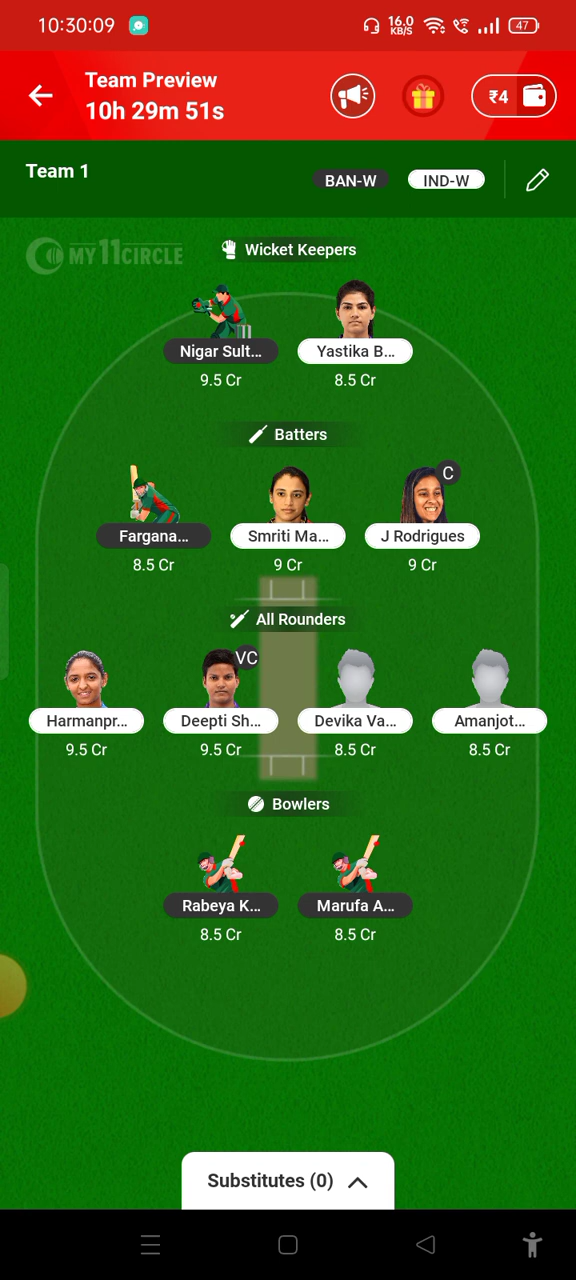 10:30:09 16.0 KB/S 47
Team Preview
10h 29m 51s
₹4
Team 1 BAN-W IND-W
MY11CIRCLE
Wicket Keepers
Nigar Sult... Yastika B...
9.5 Cr 8.5 Cr
Batters
C
Fargana... Smriti Ma... J Rodrigues
8.5 Cr 9 Cr 9 Cr
All Rounders
VC
Harmanpr... Deepti Sh... Devika Va... Amanjot...
9.5 Cr 9.5 Cr 8.5 Cr 8.5 Cr
Bowlers
Rabeya K... Marufa A...
8.5 Cr 8.5 Cr
Substitutes (0)